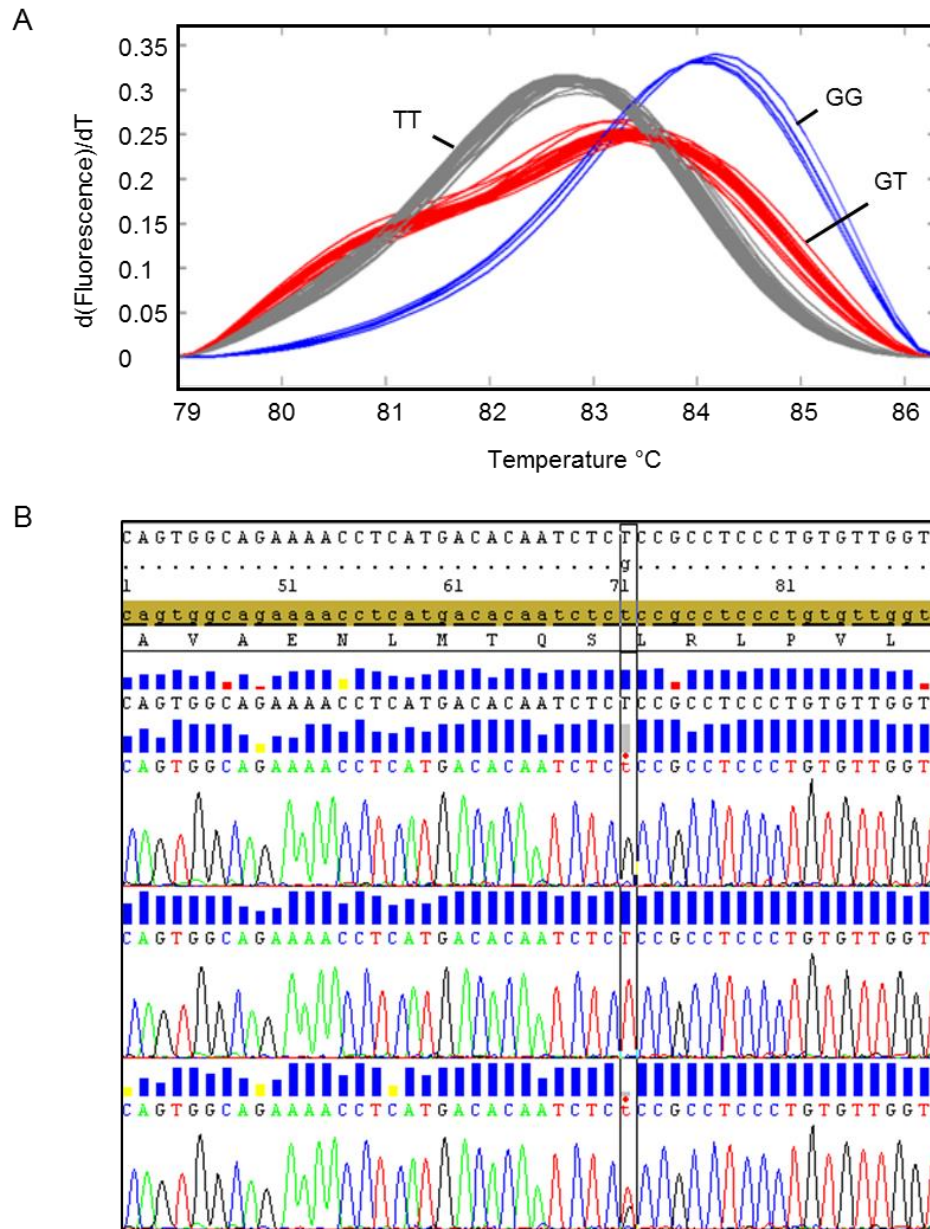 A
0.35
0.3
0.25
0.2
0.15
0.1
0.05
0
d(Fluorescence)/dT
TT
GG
GT
79 80 81 82 83 84 85 86
Temperature °C
B
CAGTGGCAGAAAACCTCATGACACAATCTCTCCGCCTCCCTGTGTTGGT
g
1 51 61 71 81
cagtggcagaaaacctcatgacacaatctctccgcctccctgtgttggt
A V A E N L M T Q S L R L P V L
CAGTGGCAGAAAACCTCATGACACAATCTCTCCGCCTCCCTGTGTTGGT
CAGTGGCAGAAAACCTCATGACACAATCTCtCCGCCTCCCTGTGTTGGT
CAGTGGCAGAAAACCTCATGACACAATCTCTCCGCCTCCCTGTGTTGGT
CAGTGGCAGAAAACCTCATGACACAATCTCtCCGCCTCCCTGTGTTGGT